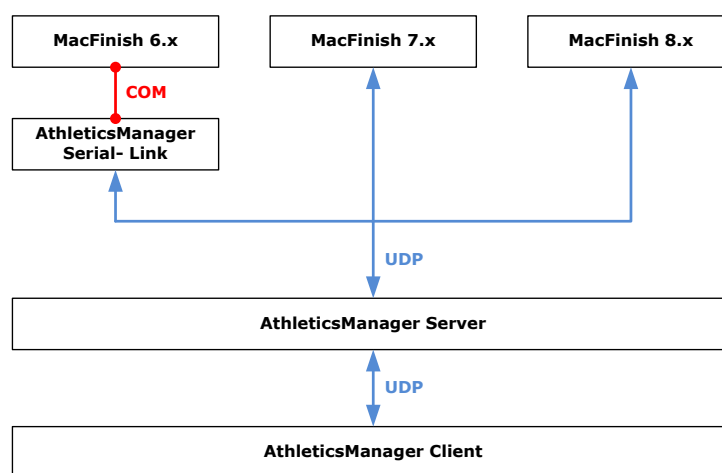 MacFinish 6.x
MacFinish 7.x
MacFinish 8.x
COM
AthleticsManager
Serial- Link
UDP
AthleticsManager Server
UDP
AthleticsManager Client